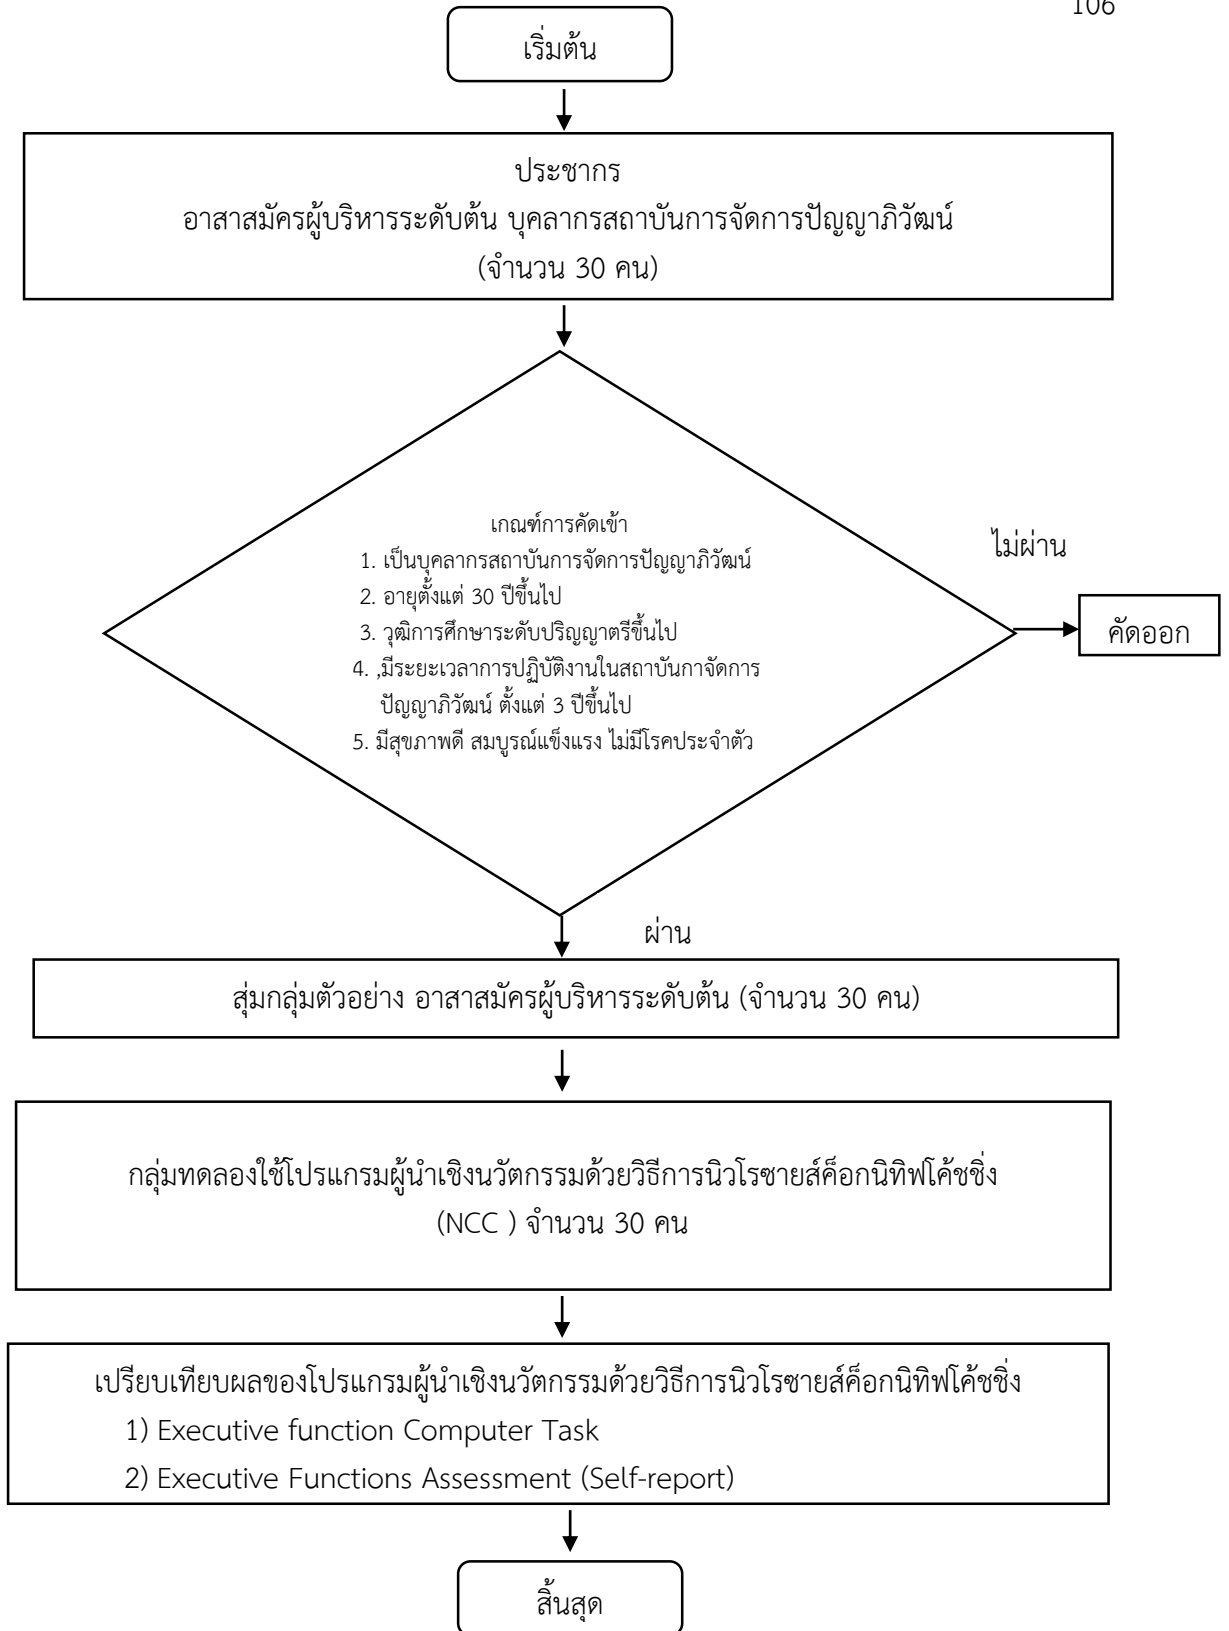 106
เริ่มต้น
ประชากร
อาสาสมัครผู้บริหารระดับต้น บุคลากรสถาบันการจัดการปัญญาภิวัฒน์
(จำนวน 30 คน)
เกณฑ์การคัดเข้า
1. เป็นบุคลากรสถาบันการจัดการปัญญาภิวัฒน์
2. อายุตั้งแต่ 30 ปีขึ้นไป
3. วุฒิการศึกษาระดับปริญญาตรีขึ้นไป
4. ,มีระยะเวลาการปฏิบัติงานในสถาบันกาจัดการ
ปัญญาภิวัฒน์ ตั้งแต่ 3 ปีขึ้นไป
5. มีสุขภาพดี สมบูรณ์แข็งแรง ไม่มีโรคประจำตัว
ไม่ผ่าน
คัดออก
ผ่าน
สุ่มกลุ่มตัวอย่าง อาสาสมัครผู้บริหารระดับต้น (จำนวน 30 คน)
กลุ่มทดลองใช้โปรแกรมผู้นำเชิงนวัตกรรมด้วยวิธีการนิวโรซายส์ค็อกนิทิฟโค้ชชิ่ง
(NCC ) จำนวน 30 คน
เปรียบเทียบผลของโปรแกรมผู้นำเชิงนวัตกรรมด้วยวิธีการนิวโรซายส์ค็อกนิทิฟโค้ชชิ่ง
1) Executive function Computer Task
2) Executive Functions Assessment (Self-report)
สิ้นสุด